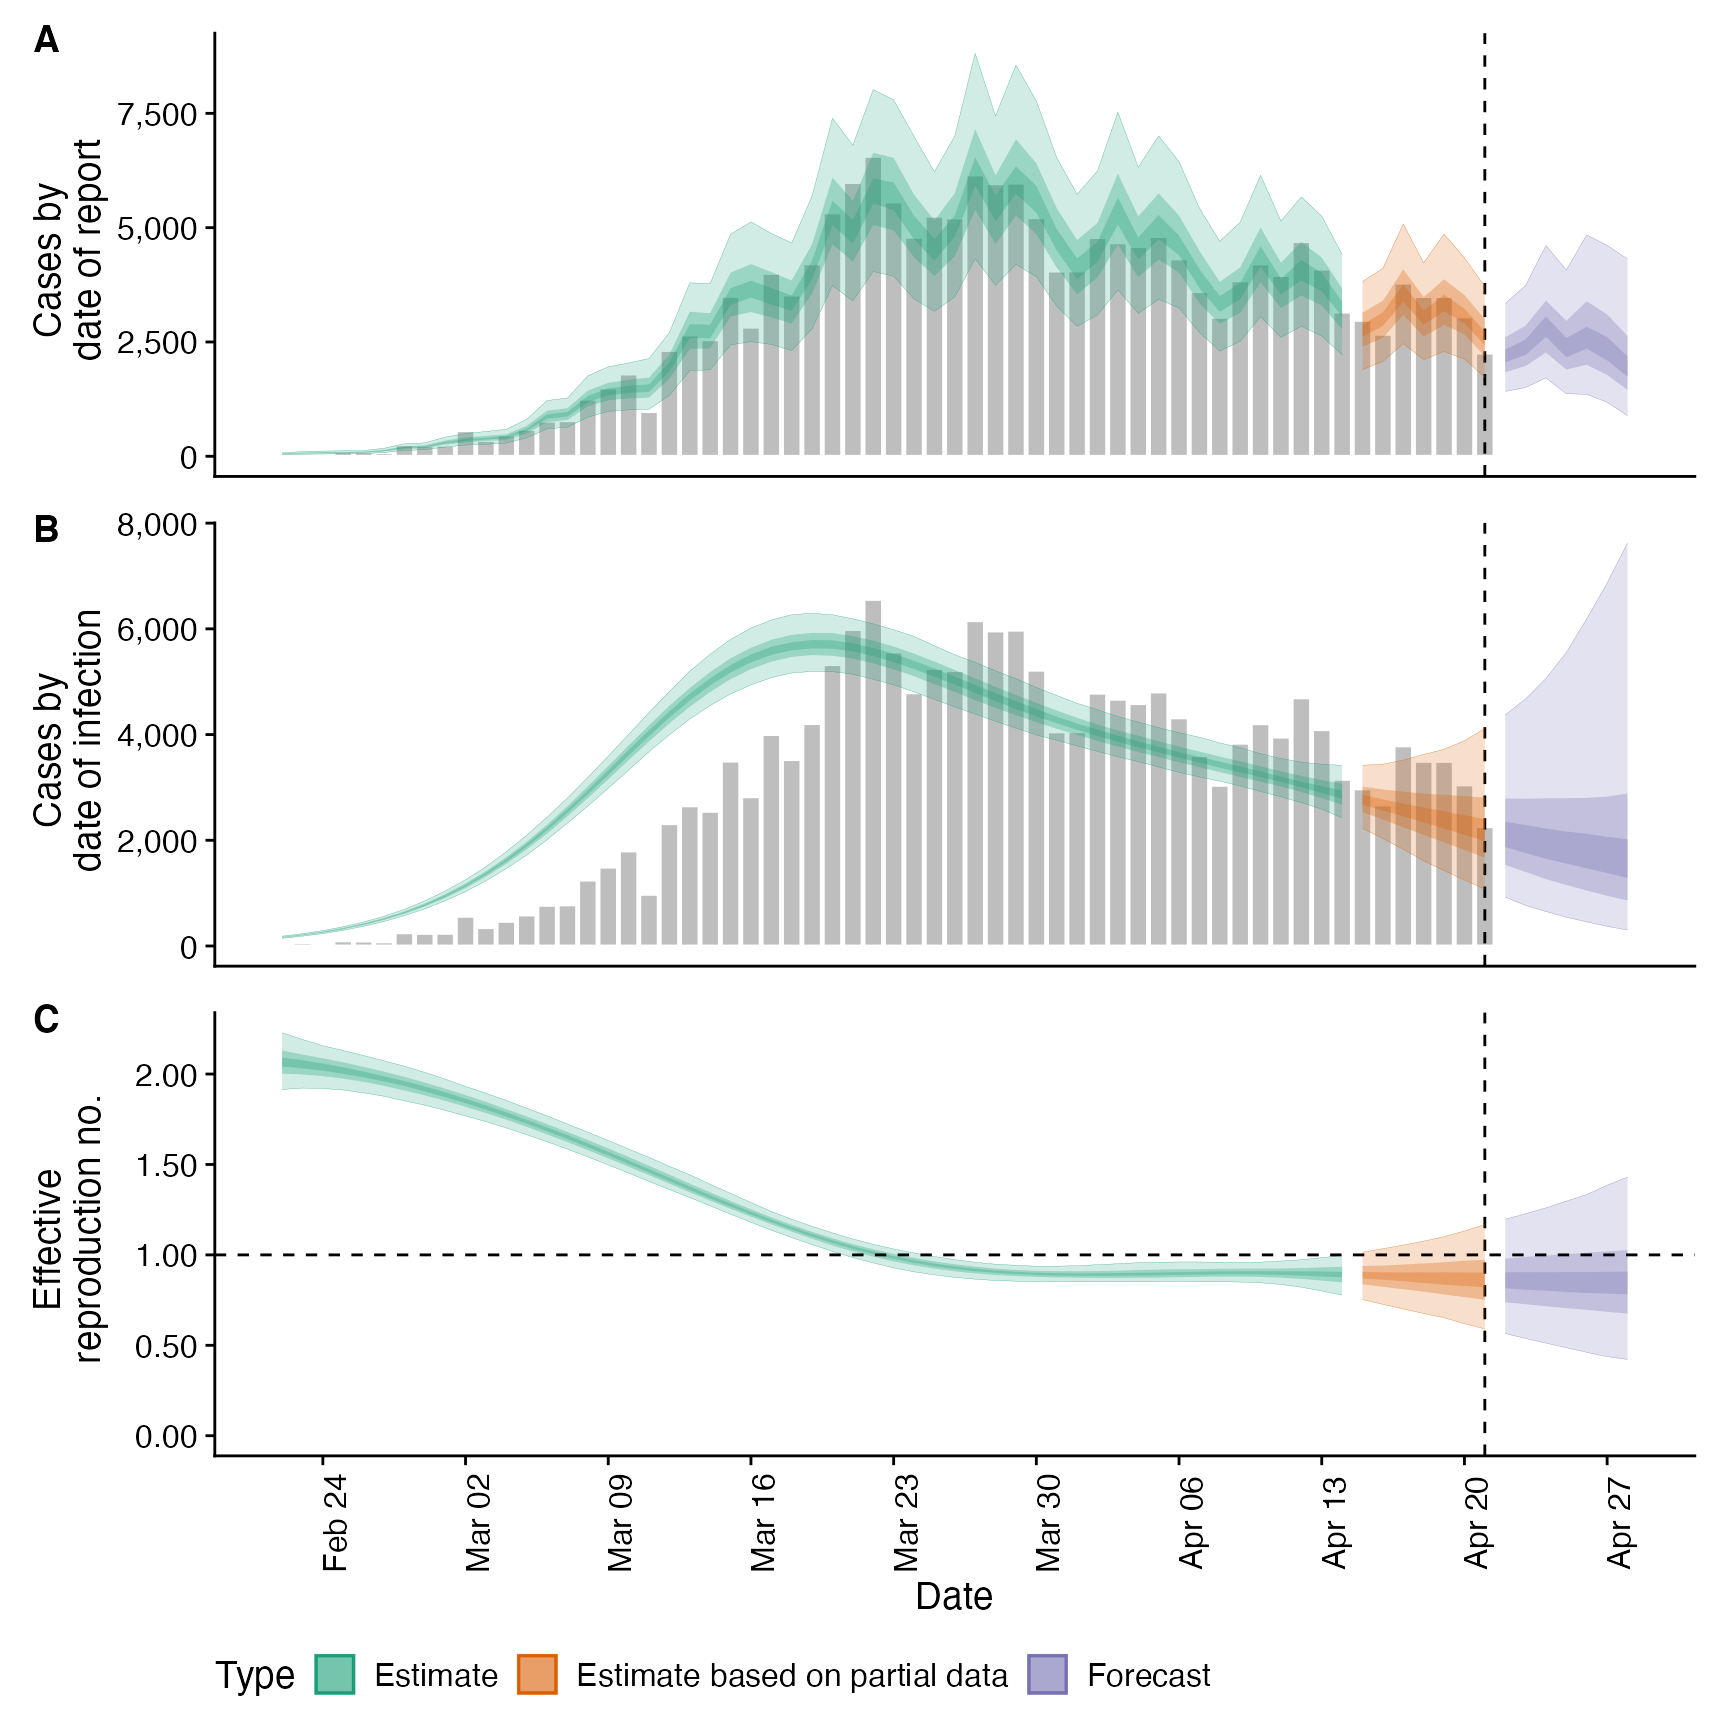 A
Cases by
date of report
7,500
5,000
2,500
0
B
Cases by
date of infection
8,000
6,000
4,000
2,000
0
C
Effective
reproduction no.
2.00
1.50
1.00
0.50
0.00
Feb 24
Mar 02
Mar 09
Mar 16
Mar 23
Mar 30
Apr 06
Apr 13
Apr 20
Apr 27
Date
Type Estimate Estimate based on partial data Forecast